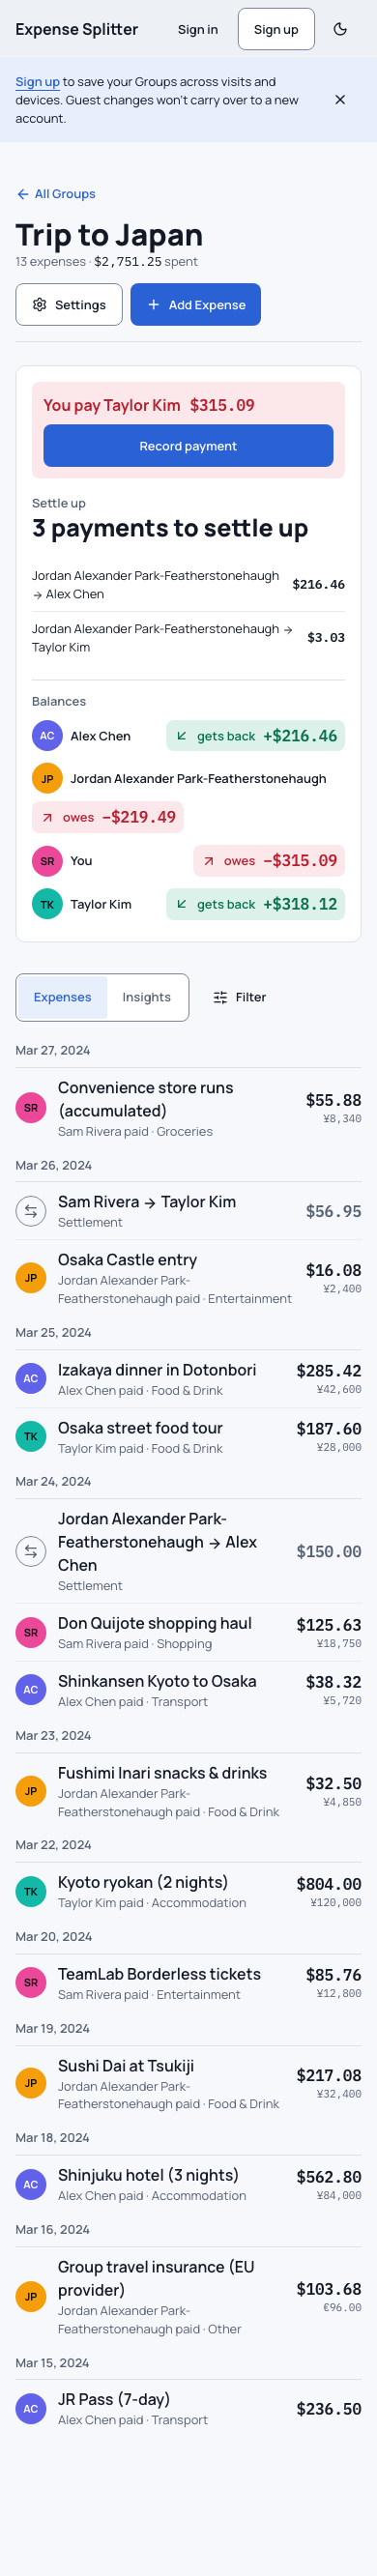 Expense Splitter
Sign in
Sign up
Sign up to save your Groups across visits and
devices. Guest changes won't carry over to a new
account.
← All Groups
Trip to Japan
13 expenses · $2,751.25 spent
Settings
+ Add Expense
You pay Taylor Kim $315.09
Record payment
Settle up
3 payments to settle up
Jordan Alexander Park-Featherstonehaugh
→ Alex Chen
$216.46
Jordan Alexander Park-Featherstonehaugh →
Taylor Kim
$3.03
Balances
AC Alex Chen gets back +$216.46
JP Jordan Alexander Park-Featherstonehaugh
owes −$219.49
SR You owes −$315.09
TK Taylor Kim gets back +$318.12
Expenses
Insights
Filter
Mar 27, 2024
SR
Convenience store runs
(accumulated)
Sam Rivera paid · Groceries
$55.88
¥8,340
Mar 26, 2024
Sam Rivera → Taylor Kim
Settlement
$56.95
JP
Osaka Castle entry
Jordan Alexander Park-
Featherstonehaugh paid · Entertainment
$16.08
¥2,400
Mar 25, 2024
AC
Izakaya dinner in Dotonbori
Alex Chen paid · Food & Drink
$285.42
¥42,600
TK
Osaka street food tour
Taylor Kim paid · Food & Drink
$187.60
¥28,000
Mar 24, 2024
Jordan Alexander Park-
Featherstonehaugh → Alex
Chen
Settlement
$150.00
SR
Don Quijote shopping haul
Sam Rivera paid · Shopping
$125.63
¥18,750
AC
Shinkansen Kyoto to Osaka
Alex Chen paid · Transport
$38.32
¥5,720
Mar 23, 2024
JP
Fushimi Inari snacks & drinks
Jordan Alexander Park-
Featherstonehaugh paid · Food & Drink
$32.50
¥4,850
Mar 22, 2024
TK
Kyoto ryokan (2 nights)
Taylor Kim paid · Accommodation
$804.00
¥120,000
Mar 20, 2024
SR
TeamLab Borderless tickets
Sam Rivera paid · Entertainment
$85.76
¥12,800
Mar 19, 2024
JP
Sushi Dai at Tsukiji
Jordan Alexander Park-
Featherstonehaugh paid · Food & Drink
$217.08
¥32,400
Mar 18, 2024
AC
Shinjuku hotel (3 nights)
Alex Chen paid · Accommodation
$562.80
¥84,000
Mar 16, 2024
JP
Group travel insurance (EU
provider)
Jordan Alexander Park-
Featherstonehaugh paid · Other
$103.68
€96.00
Mar 15, 2024
AC
JR Pass (7-day)
Alex Chen paid · Transport
$236.50